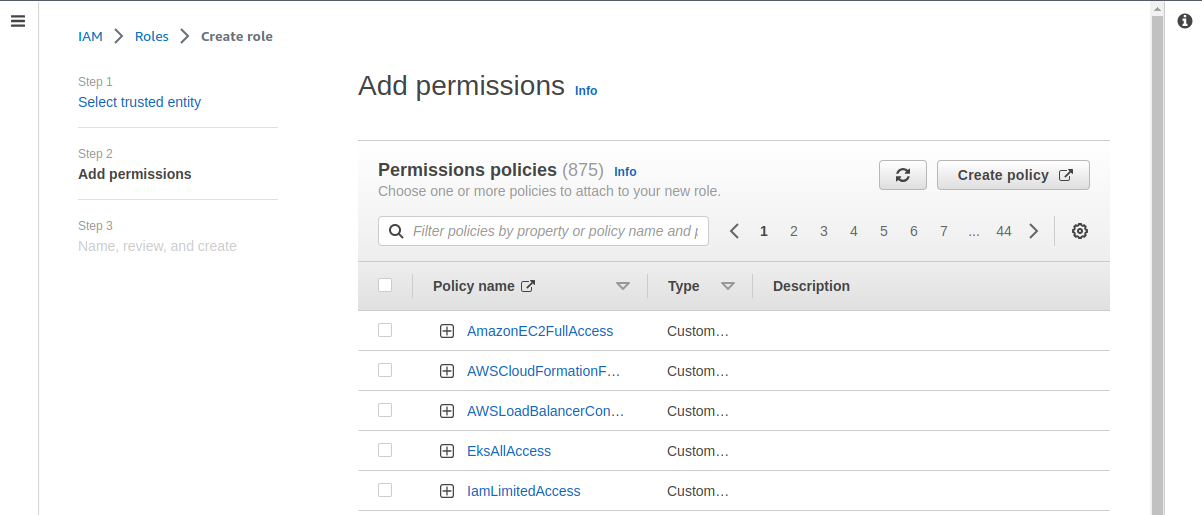 IAM > Roles > Create role
Step 1
Select trusted entity
Step 2
Add permissions
Step 3
Name, review, and create
Add permissions Info
Permissions policies (875) Info
Choose one or more policies to attach to your new role.
Create policy
Filter policies by property or policy name and p
< 1 2 3 4 5 6 7 ... 44 >
Policy name Type Description
AmazonEC2FullAccess Custom…
AWSCloudFormationF… Custom…
AWSLoadBalancerCon… Custom…
EksAllAccess Custom…
IamLimitedAccess Custom…